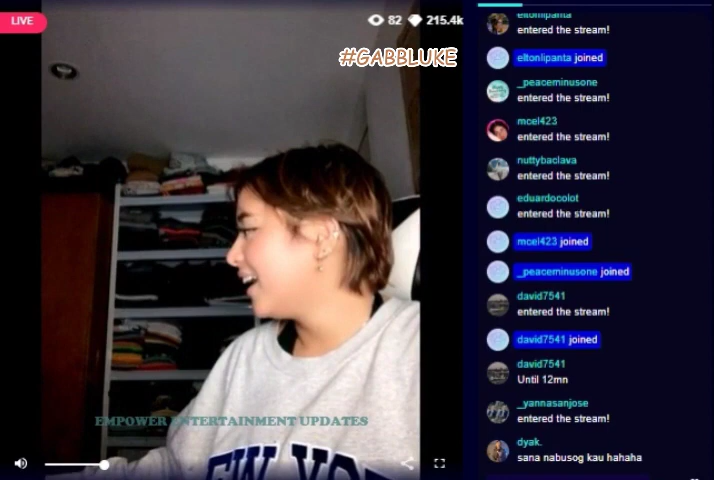 LIVE
82 215.4k
#GABBLUKE
EMPOWER ENTERTAINMENT UPDATES
eltonlipanta
entered the stream!
eltonlipanta joined
_peaceminusone
entered the stream!
mcel423
entered the stream!
nuttybaclava
entered the stream!
eduardocolot
entered the stream!
mcel423 joined
_peaceminusone joined
david7541
entered the stream!
david7541 joined
david7541
Until 12mn
_yannasanjose
entered the stream!
dyak.
sana nabusog kau hahaha